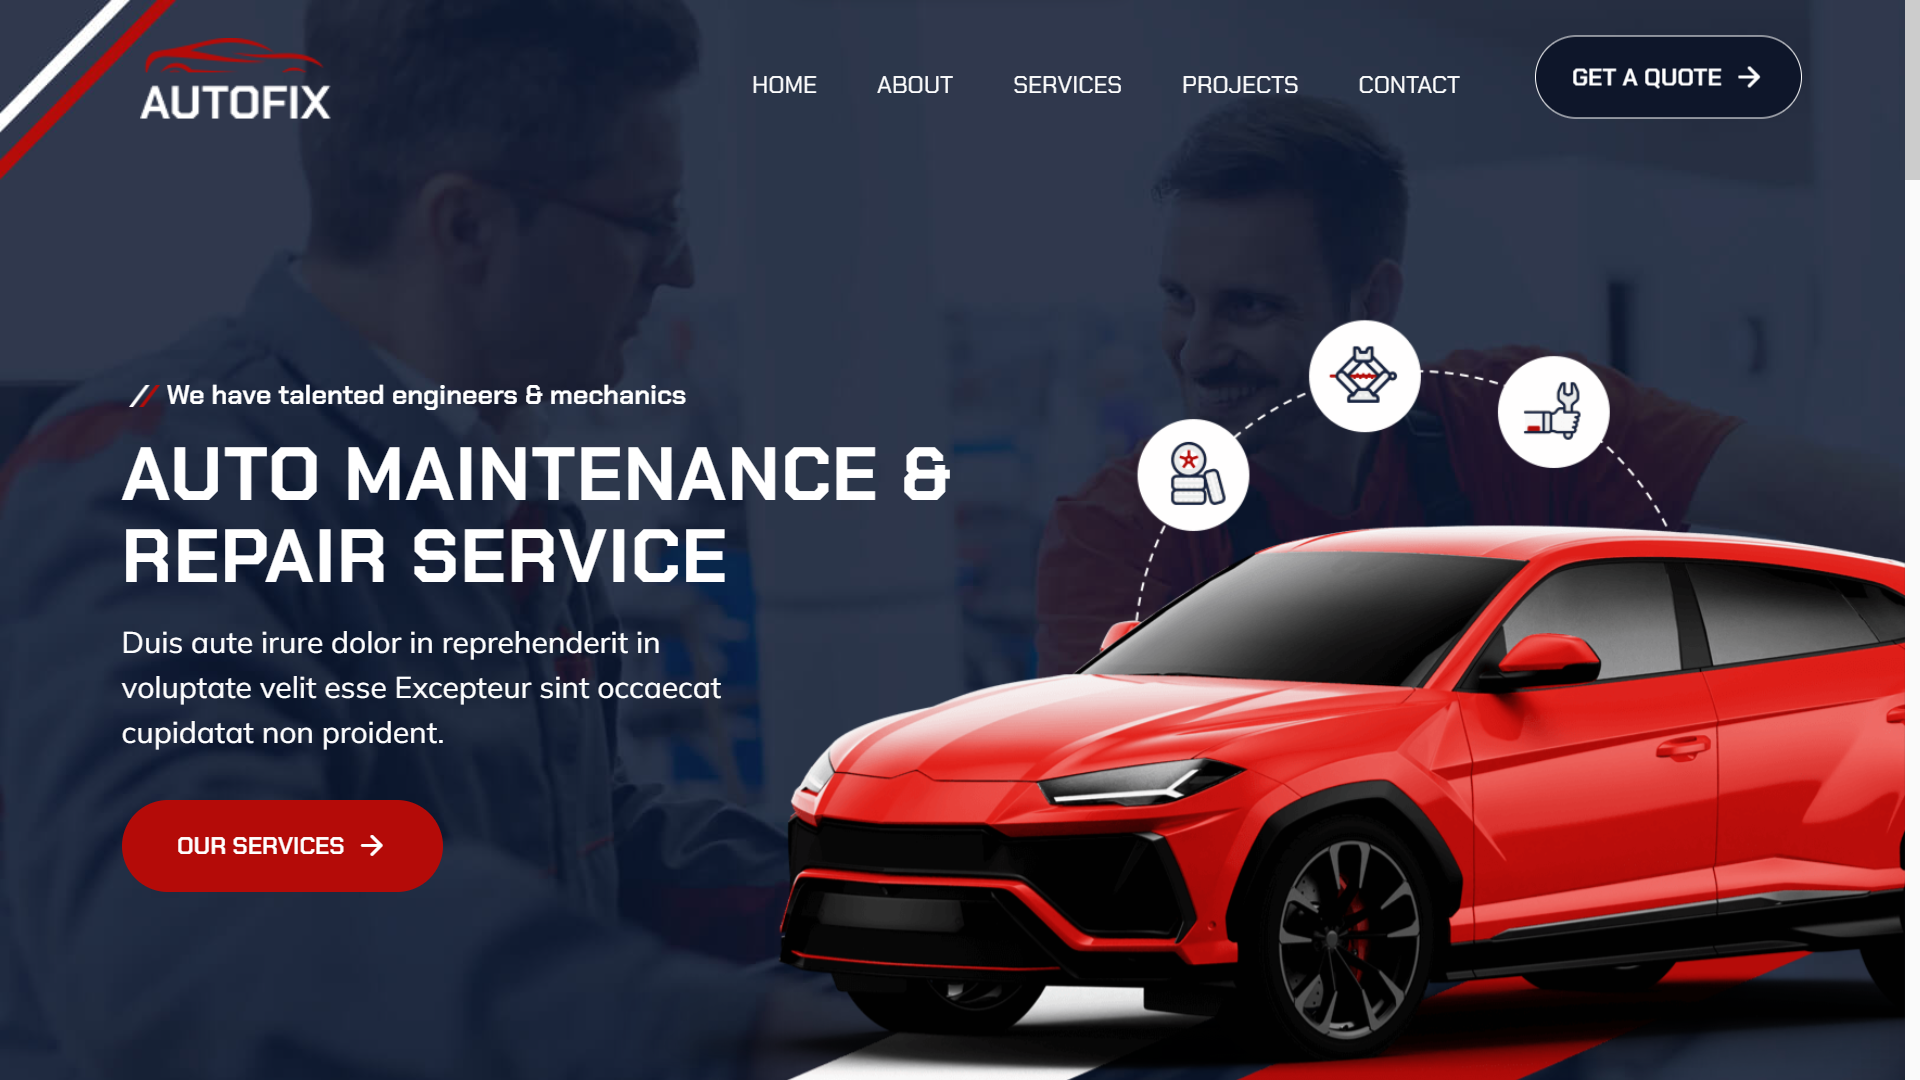 AUTOFIX
HOME ABOUT SERVICES PROJECTS CONTACT
GET A QUOTE
We have talented engineers & mechanics
AUTO MAINTENANCE &
REPAIR SERVICE
Duis aute irure dolor in reprehenderit in
voluptate velit esse Excepteur sint occaecat
cupidatat non proident.
OUR SERVICES